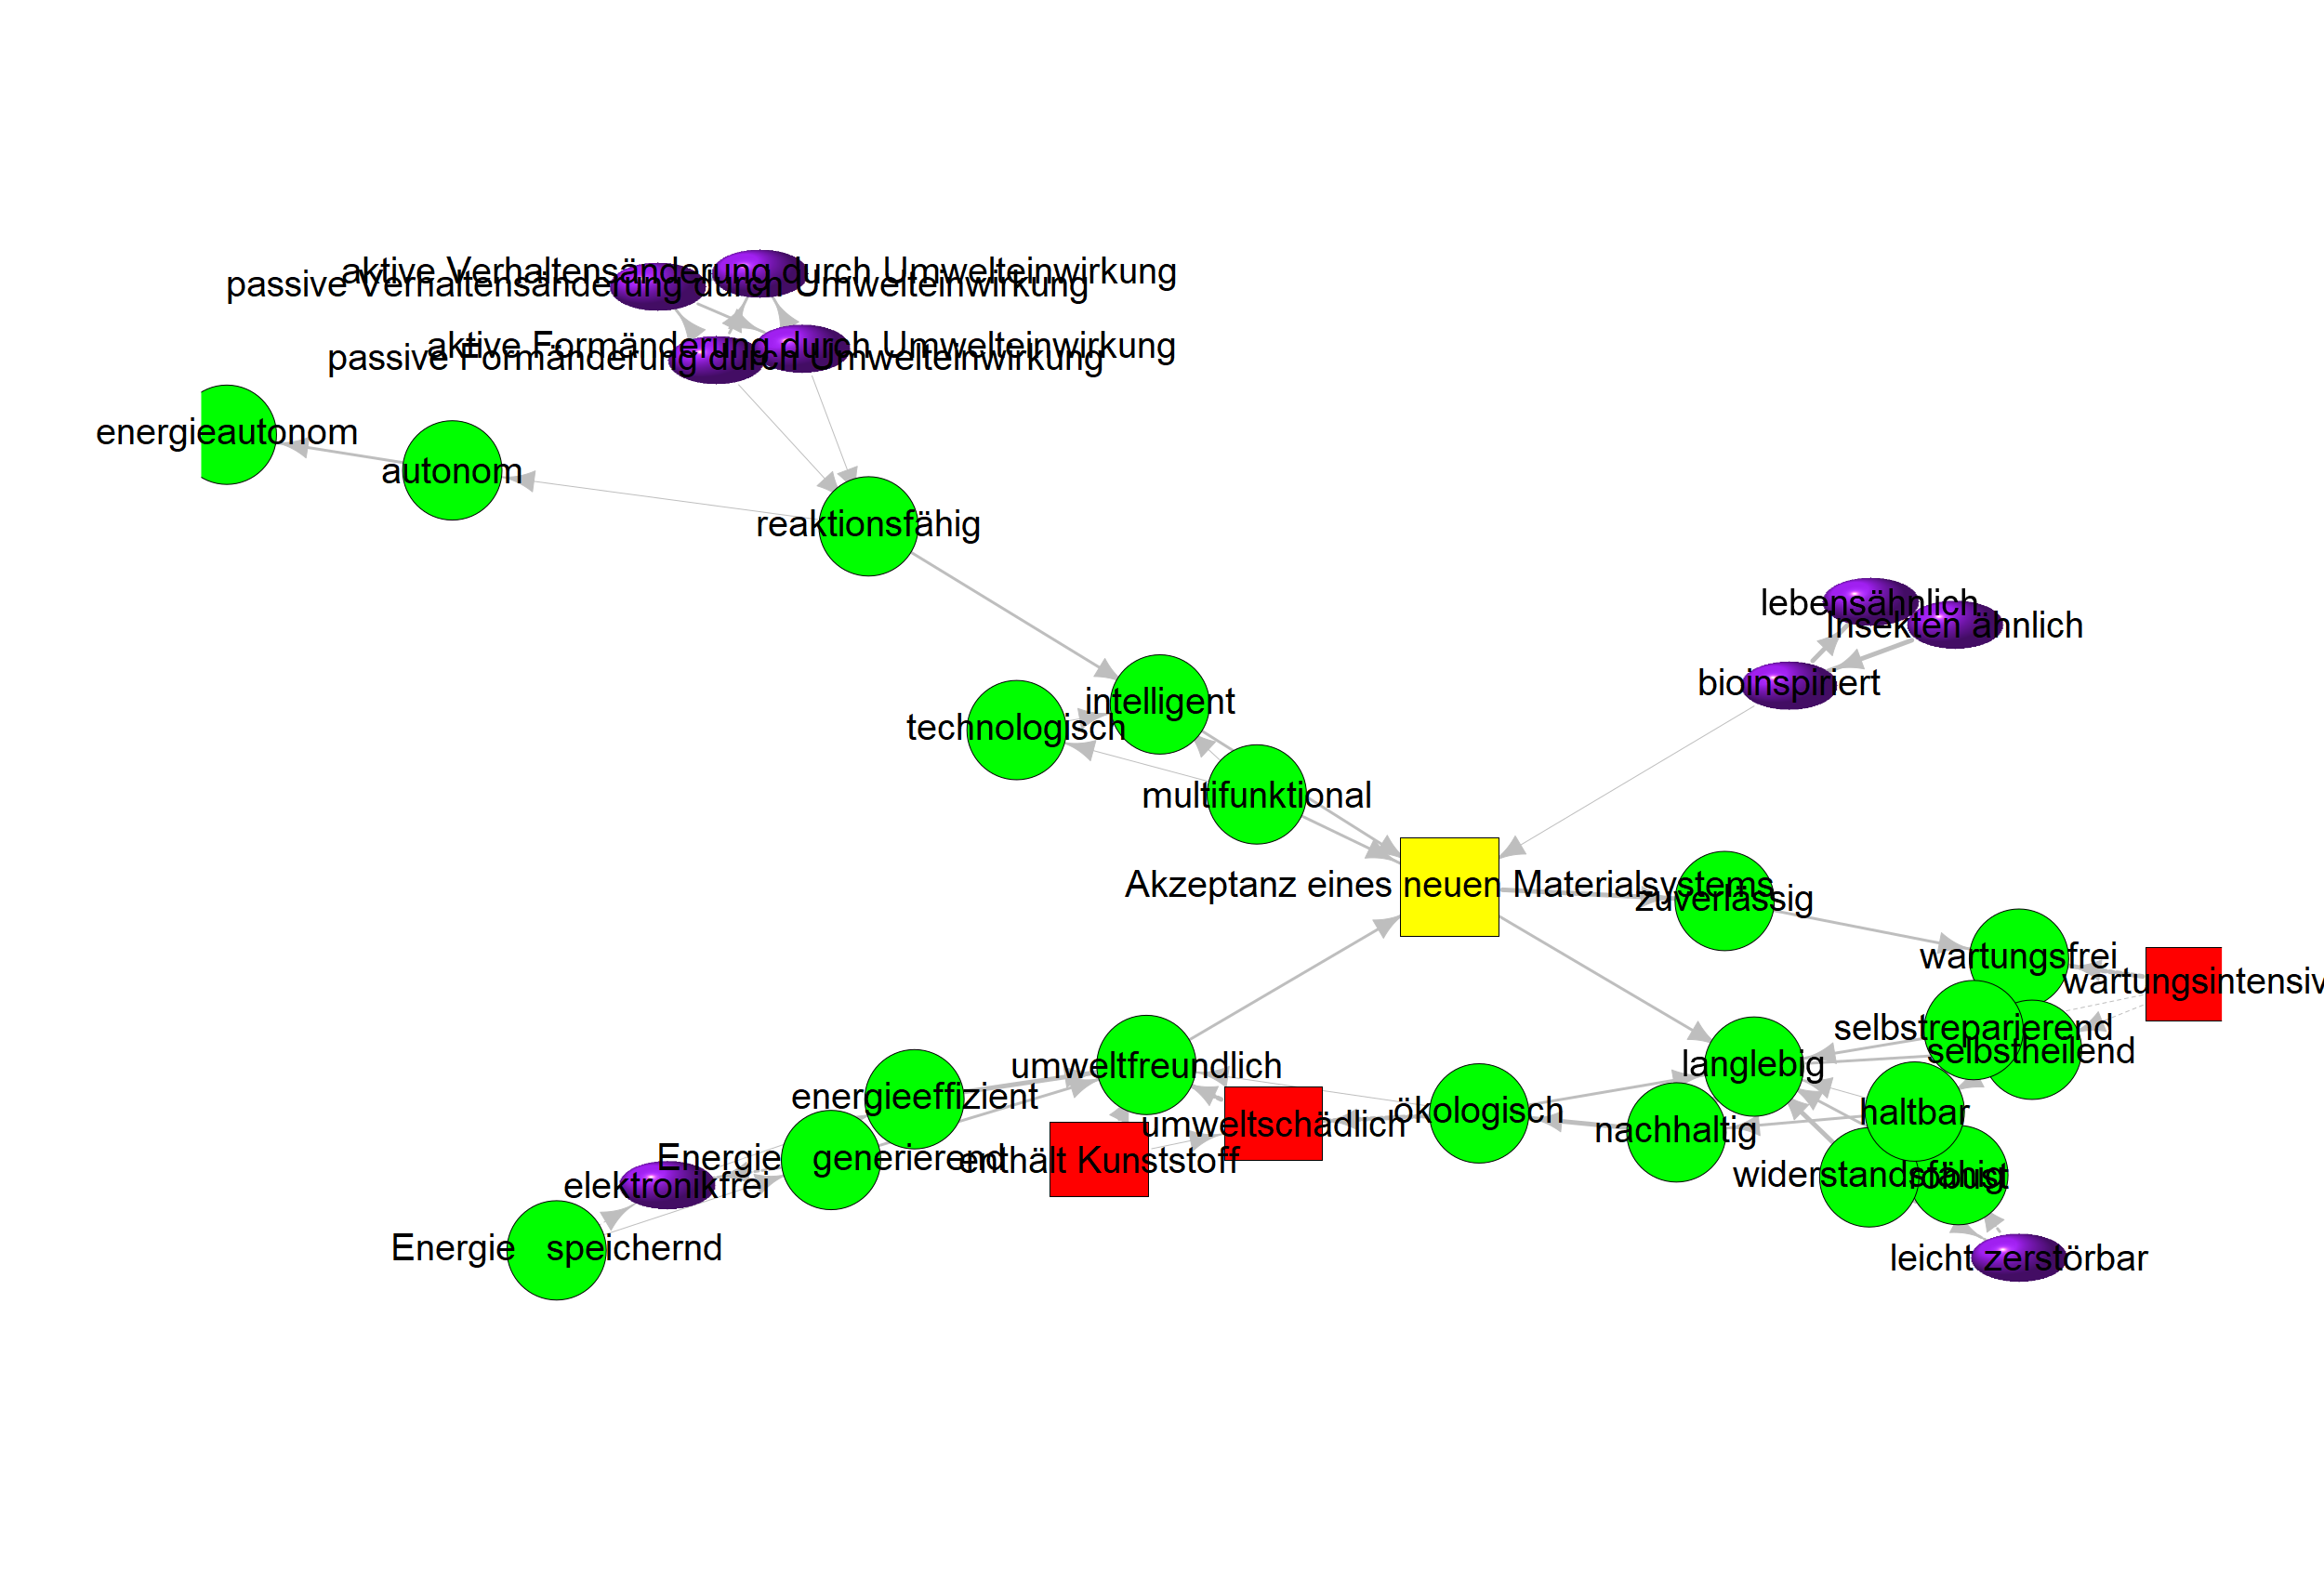 aktive Verhaltensänderung durch Umwelteinwirkung
passive Verhaltensänderung durch Umwelteinwirkung
aktive Formänderung durch Umwelteinwirkung
passive Formänderung durch Umwelteinwirkung
energieautonom
autonom
reaktionsfähig
lebensähnlich
Insekten ähnlich
bioinspiriert
intelligent
technologisch
multifunktional
Akzeptanz eines neuen Materialsystems
zuverlässig
wartungsfrei
wartungsintensiv
selbstreparierend
selbstheilend
langlebig
umweltfreundlich
energieeffizient
ökologisch
haltbar
umweltschädlich
nachhaltig
Energie generierend
enthält Kunststoff
widerstandsfähig
robust
elektronikfrei
Energie speichernd
leicht zerstörbar